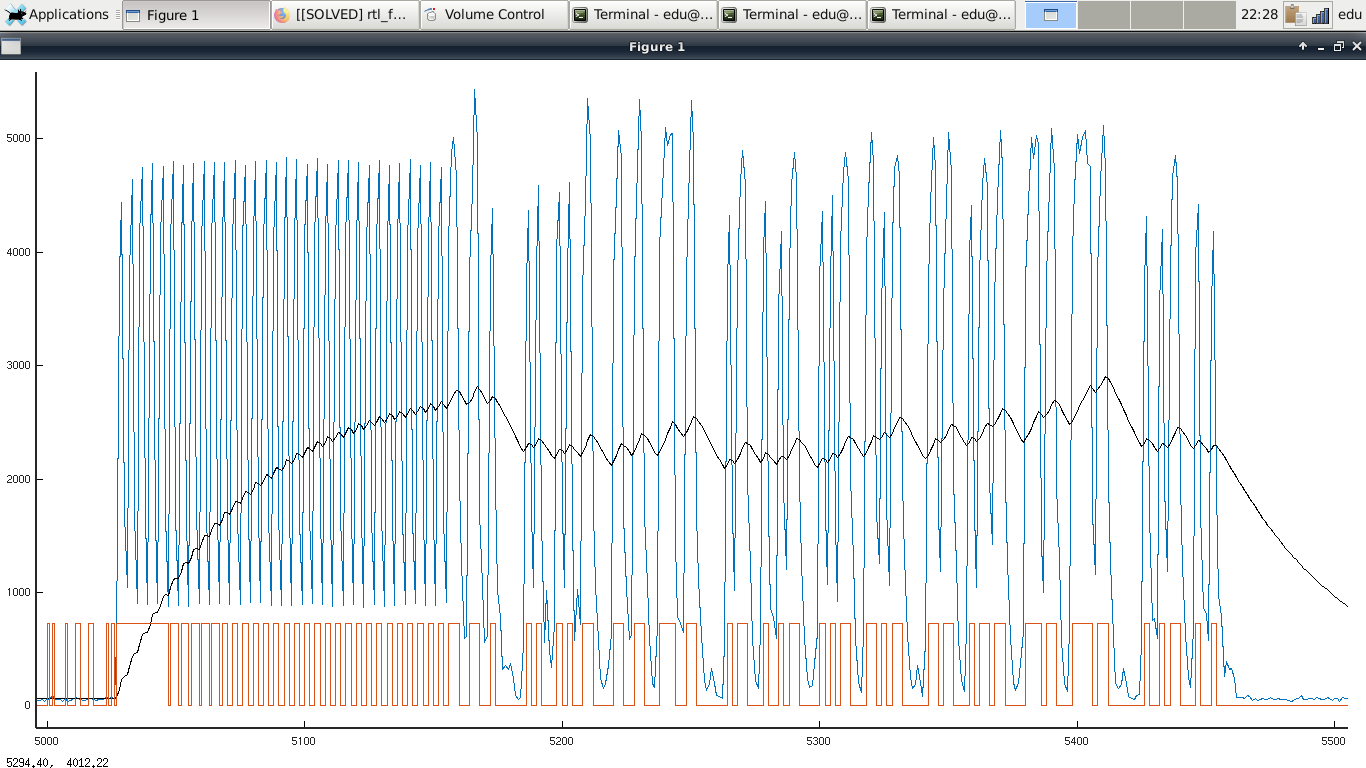 Applications Figure 1 [[SOLVED] rtl_f... Volume Control Terminal - edu@... Terminal - edu@... Terminal - edu@... 22:28 edu
Figure 1
5000
4000
3000
2000
1000
0
5000 5100 5200 5300 5400 5500
5294.40, 4012.22